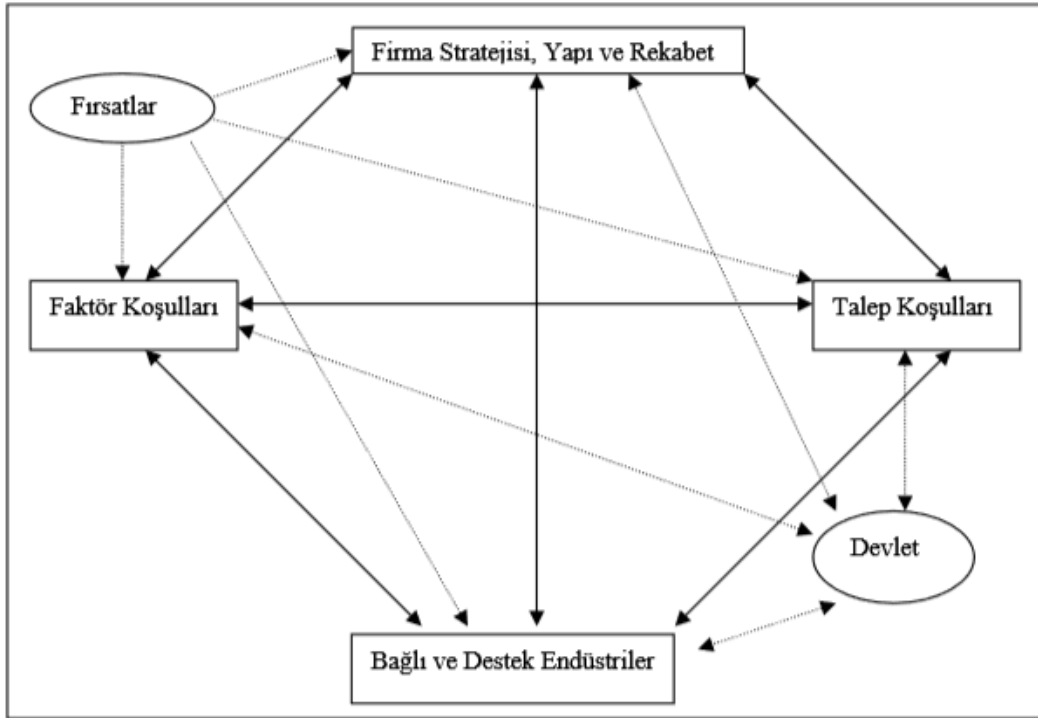 Firma Stratejisi, Yapı ve Rekabet
Fırsatlar
Faktör Koşulları
Talep Koşulları
Devlet
Bağlı ve Destek Endüstriler